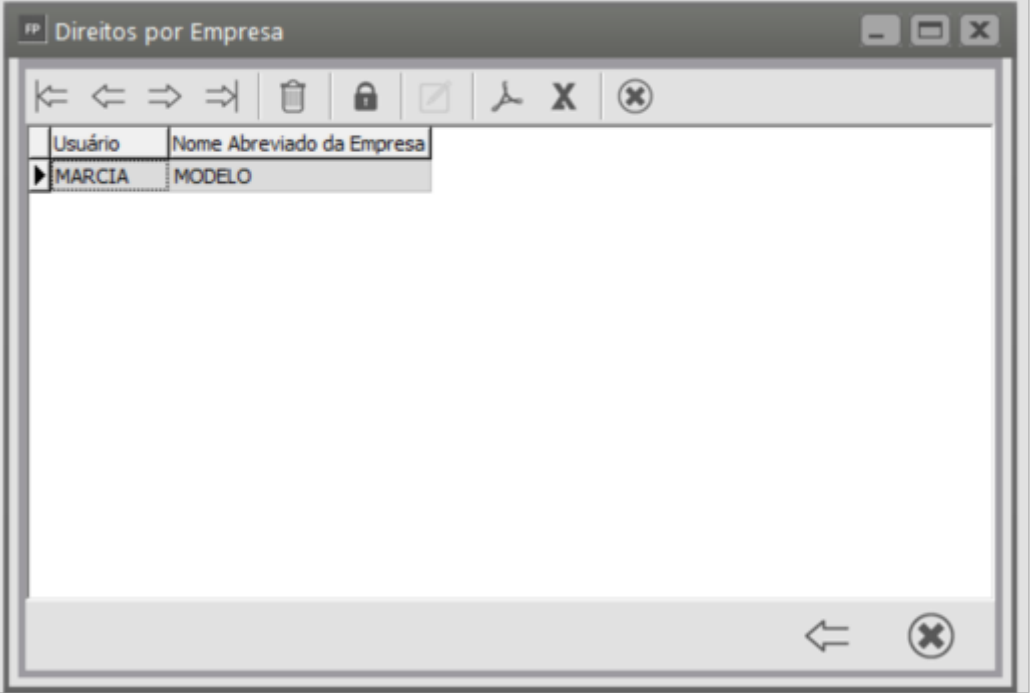 FP Direitos por Empresa
Usuário Nome Abreviado da Empresa
MARCIA MODELO